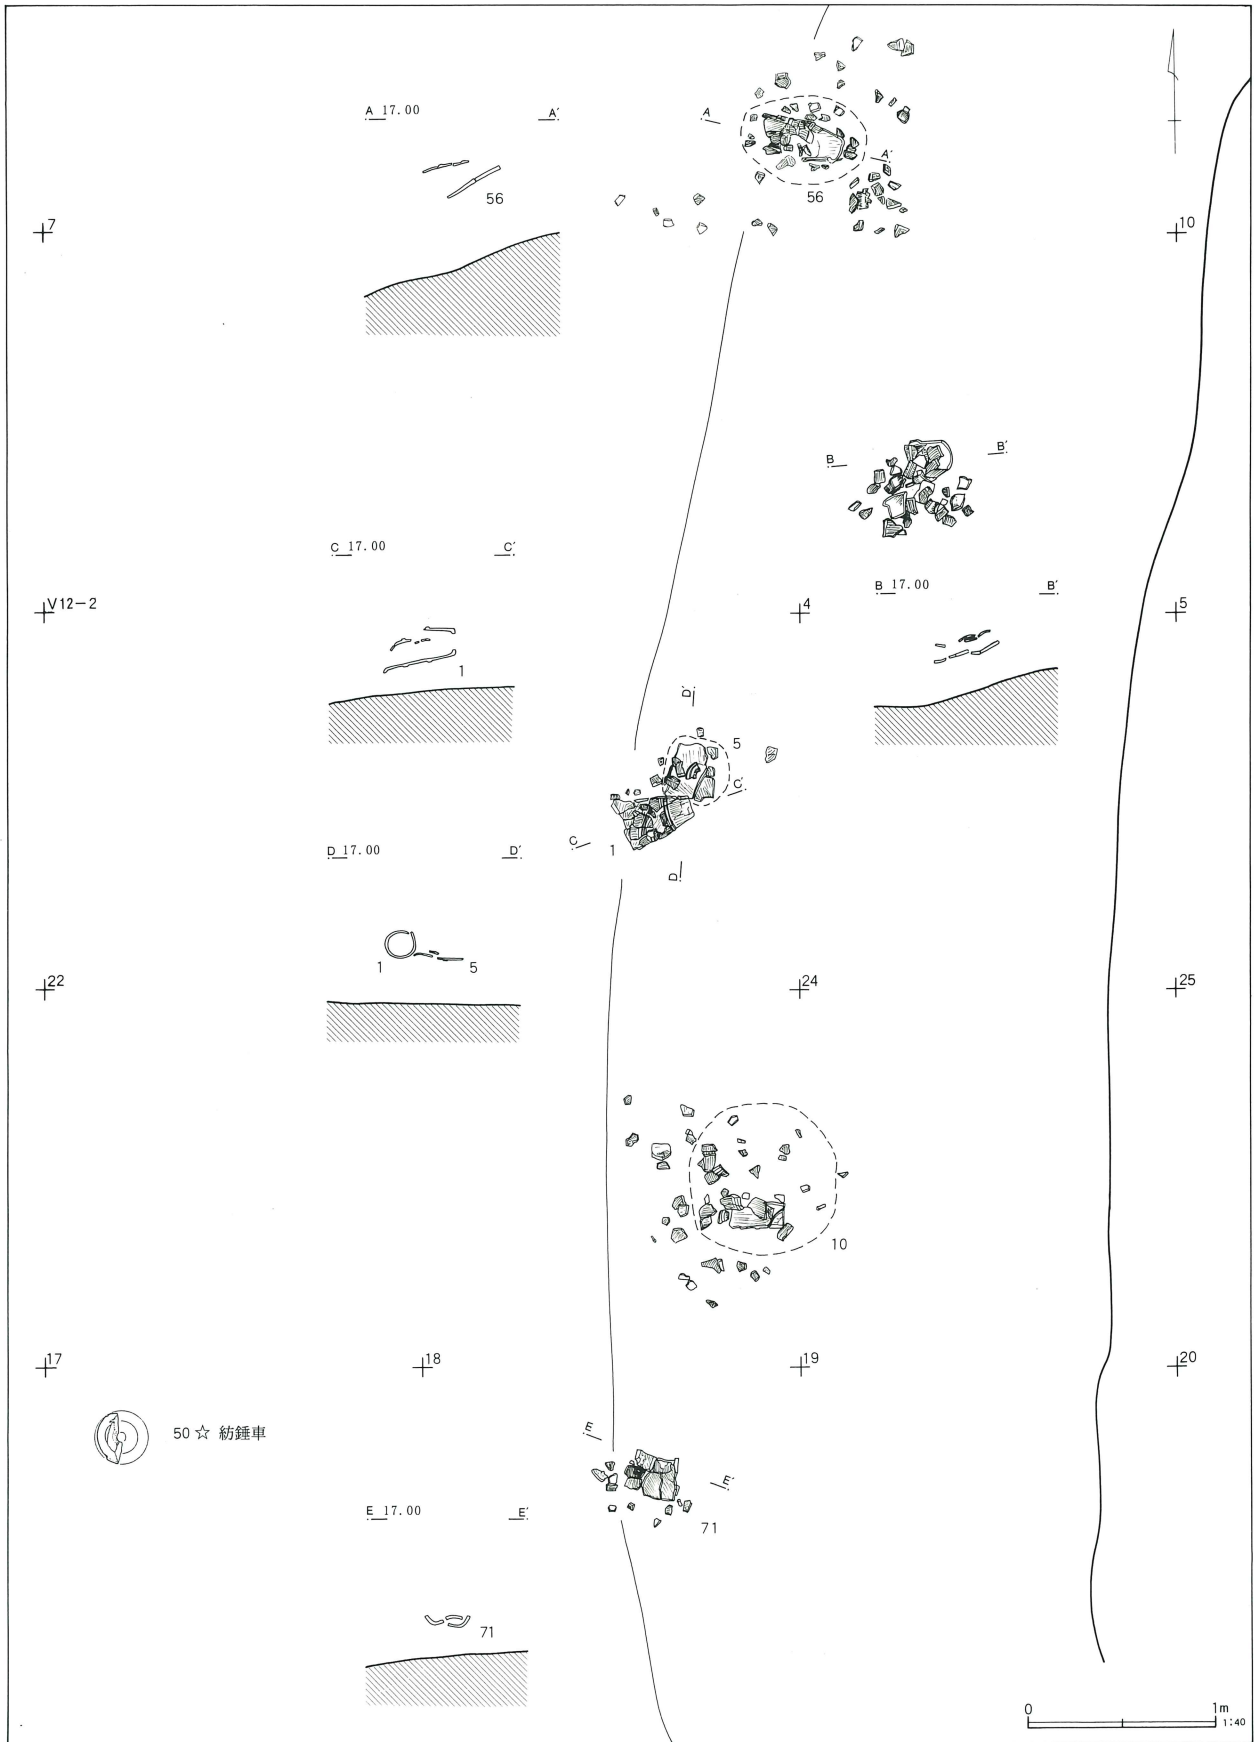 A 17.00 A′
56
A
A′
56
7
10
B
B′
C 17.00 C′
V12−2
4
5
B 17.00 B′
1
D′
5
C′
C
1
D
D 17.00 D′
1
5
22
24
25
10
17
18
19
20
50 ☆ 紡錘車
E
E′
71
E 17.00 E′
71
0 1m
1:40